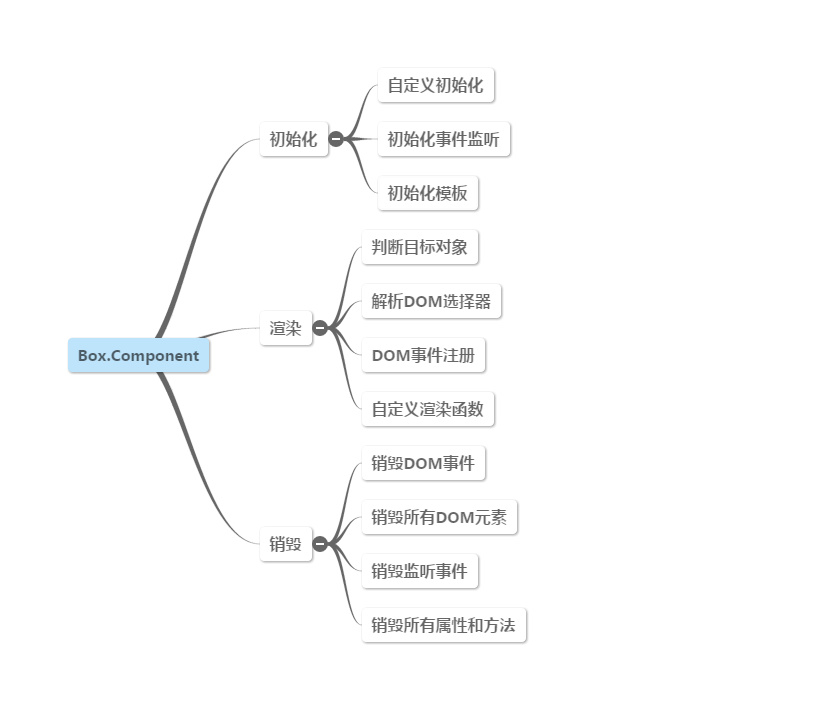 Box.Component
初始化
自定义初始化
初始化事件监听
初始化模板
渲染
判断目标对象
解析DOM选择器
DOM事件注册
自定义渲染函数
销毁
销毁DOM事件
销毁所有DOM元素
销毁监听事件
销毁所有属性和方法